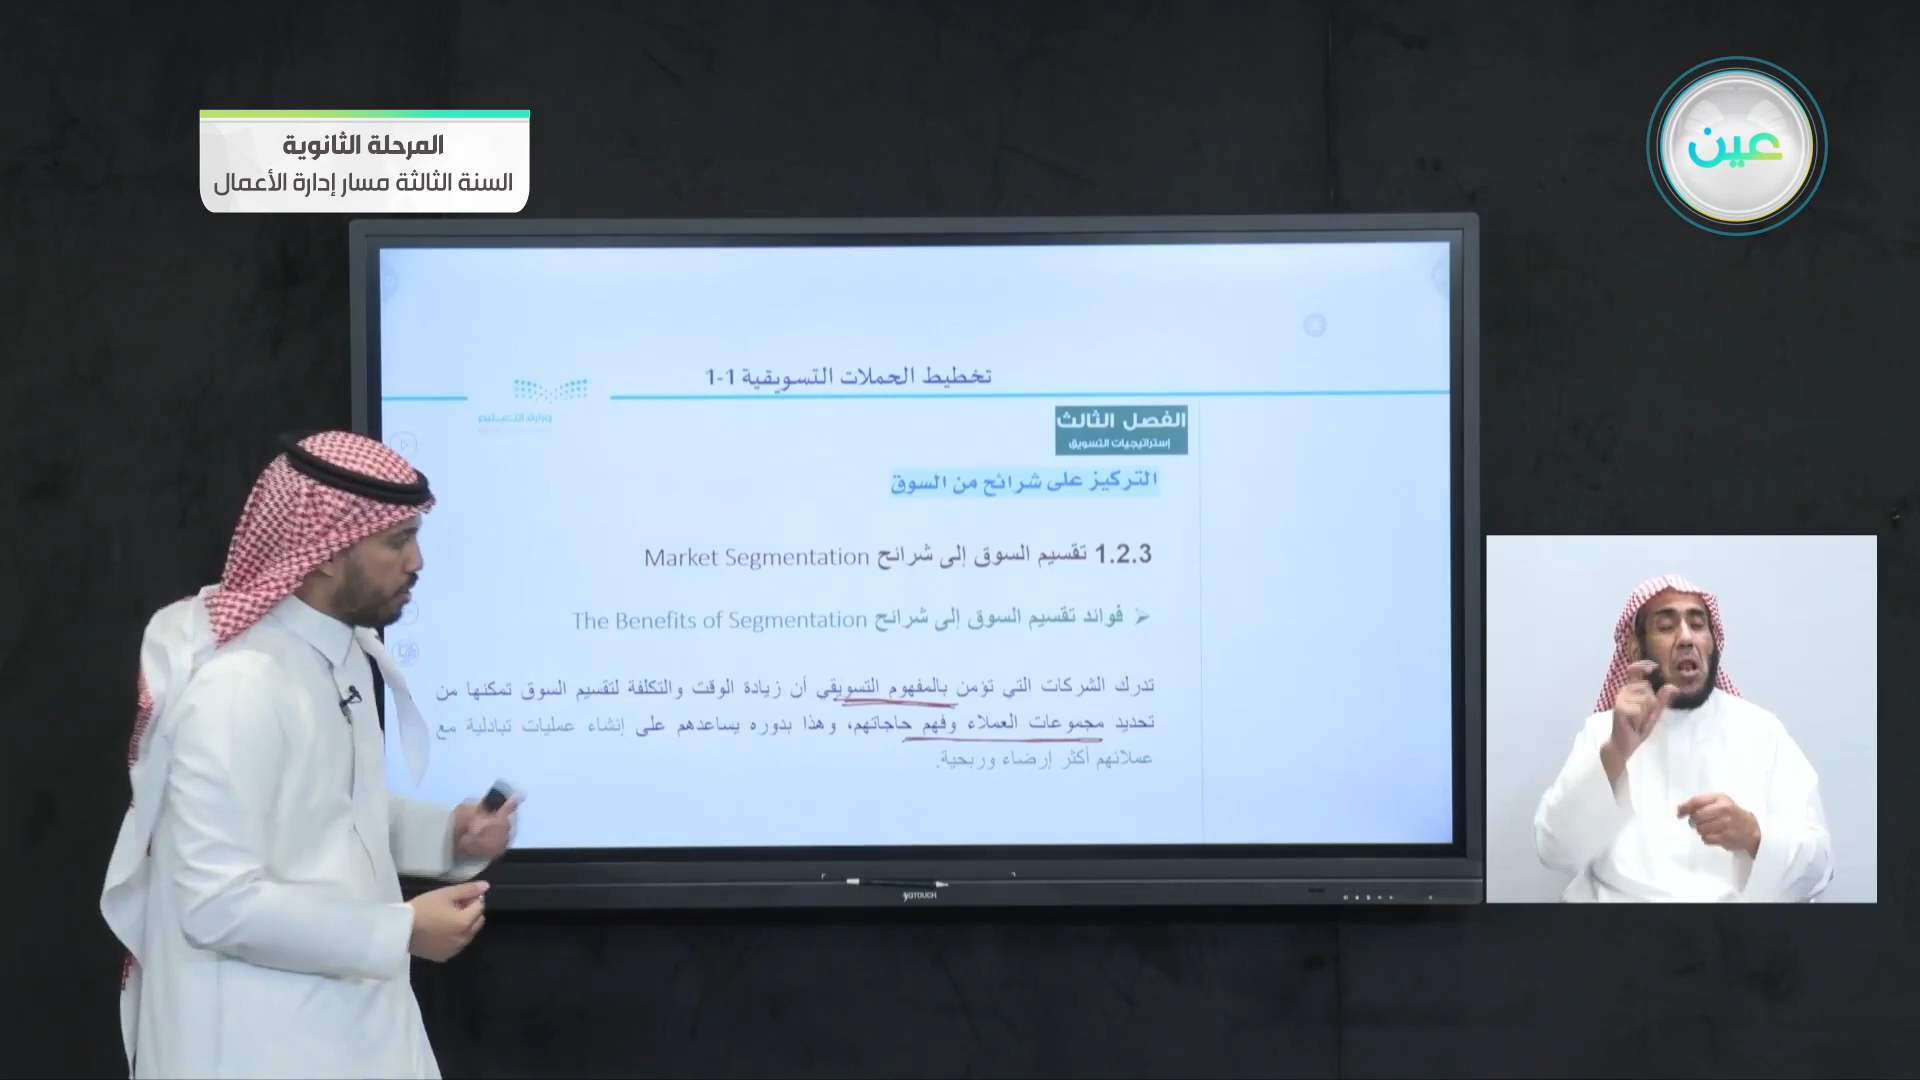 المرحلة الثانوية
السنة الثالثة مسار إدارة الأعمال
عين
تخطيط الحملات التسويقية 1-1
وزارة التعليم
الفصل الثالث
إستراتيجيات التسويق
التركيز على شرائح من السوق
1.2.3 تقسيم السوق إلى شرائح Market Segmentation
فوائد تقسيم السوق إلى شرائح The Benefits of Segmentation
تدرك الشركات التي تؤمن بالمفهوم التسويقي أن زيادة الوقت والتكلفة لتقسيم السوق تمكنها من
تحديد مجموعات العملاء وفهم حاجاتهم، وهذا بدوره يساعدهم على إنشاء عمليات تبادلية مع
عملائهم أكثر إرضاء وربحية.
YQTOUCH